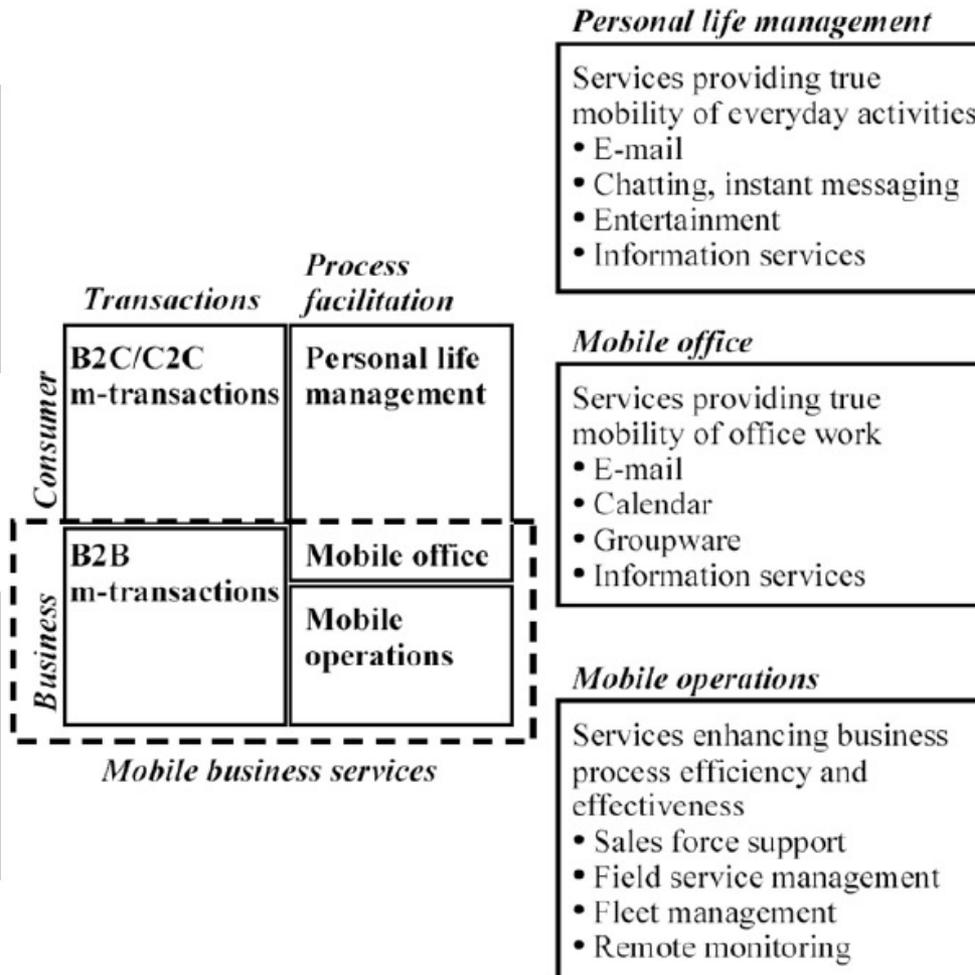 Transactions
Process
facilitation
Consumer
B2C/C2C
m-transactions
Personal life
management
Business
B2B
m-transactions
Mobile office
Mobile
operations
Mobile business services
Personal life management
Services providing true
mobility of everyday activities
• E-mail
• Chatting, instant messaging
• Entertainment
• Information services
Mobile office
Services providing true
mobility of office work
• E-mail
• Calendar
• Groupware
• Information services
Mobile operations
Services enhancing business
process efficiency and
effectiveness
• Sales force support
• Field service management
• Fleet management
• Remote monitoring